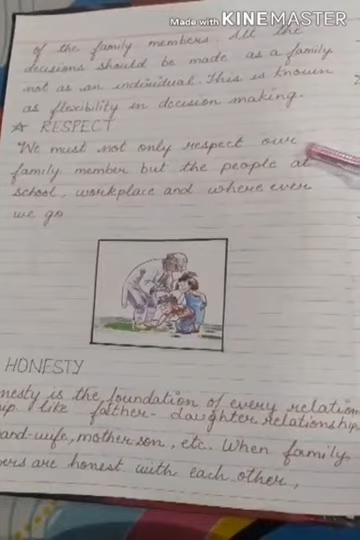 Made with KINEMASTER
of the family members. All the
decisions should be made as a family
not as an individual. This is known
as flexibility in decision making.
☆ RESPECT
We must not only respect our
family member but the people at
school, workplace and where ever
we go
HONESTY
nesty is the foundation of every relation
ip like father-daughter relationship
and-wife, mother son, etc. When family
ers are honest with each other,